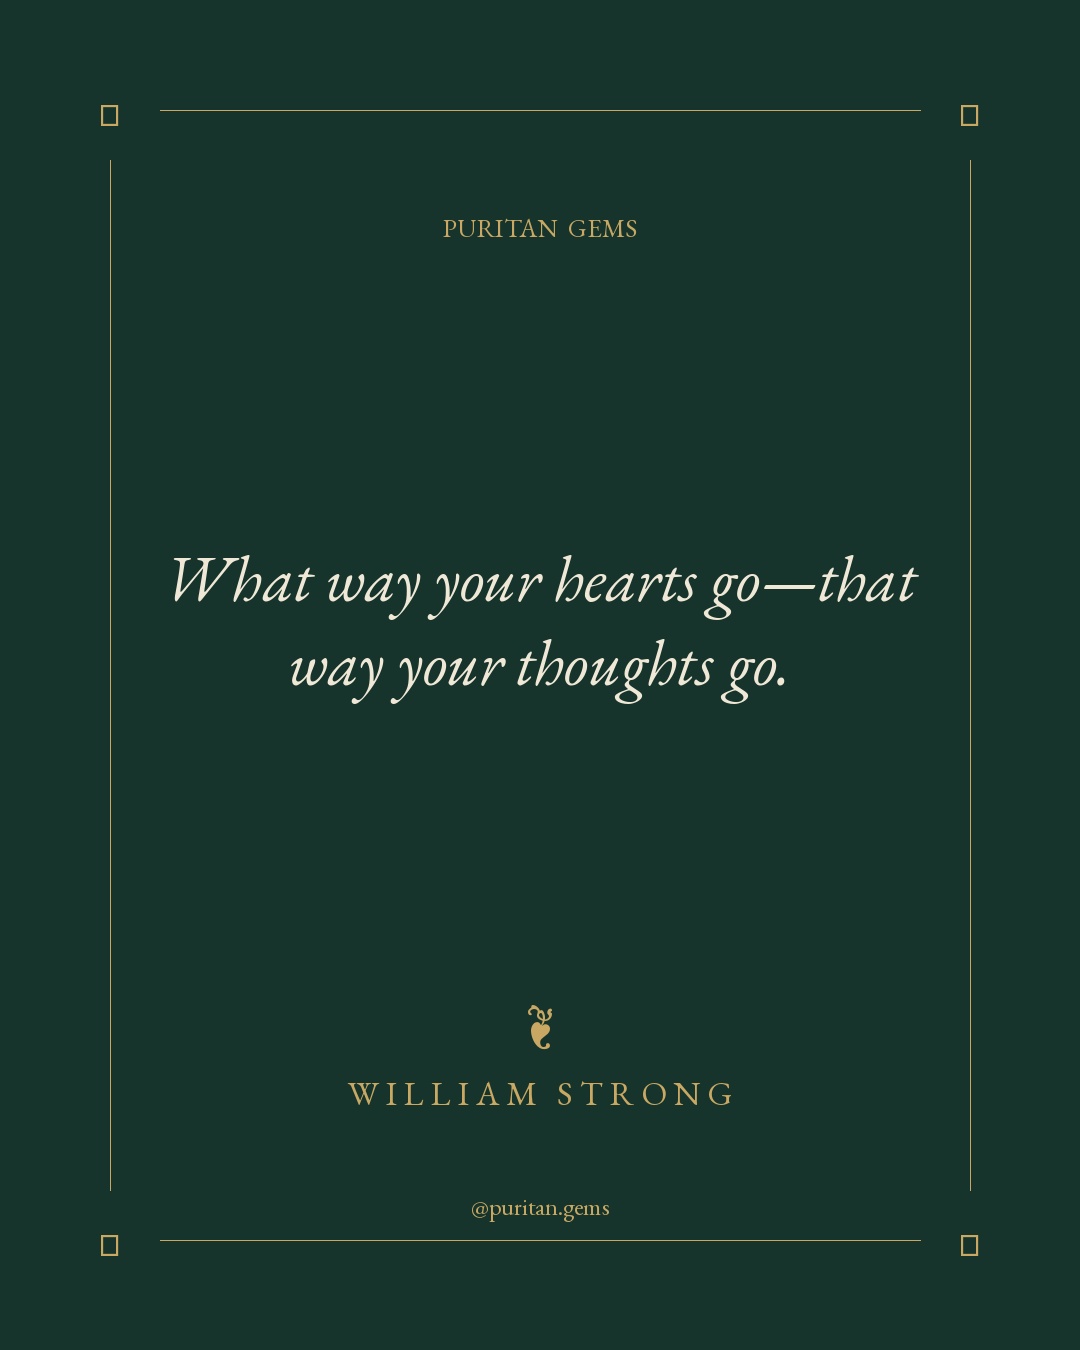 PURITAN GEMS
What way your hearts go—that
way your thoughts go.
WILLIAM STRONG
@puritan.gems